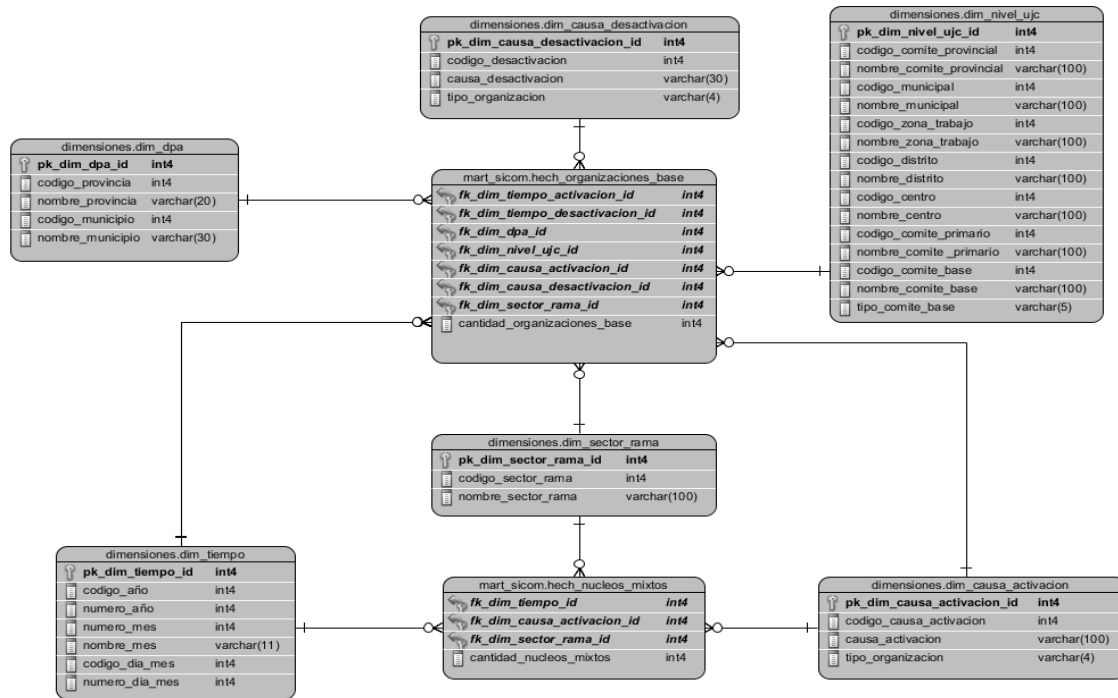 dimensiones.dim_causa_desactivacion
pk_dim_causa_desactivacion_id int4
codigo_desactivacion int4
causa_desactivacion varchar(30)
tipo_organizacion varchar(4)
dimensiones.dim_nivel_ujc
pk_dim_nivel_ujc_id int4
codigo_comite_provincial int4
nombre_comite_provincial varchar(100)
codigo_municipal int4
nombre_municipal varchar(100)
codigo_zona_trabajo int4
nombre_zona_trabajo varchar(100)
codigo_distrito int4
nombre_distrito varchar(100)
codigo_centro int4
nombre_centro varchar(100)
codigo_comite_primario int4
nombre_comite _primario varchar(100)
codigo_comite_base int4
nombre_comite_base varchar(100)
tipo_comite_base varchar(5)
dimensiones.dim_dpa
pk_dim_dpa_id int4
codigo_provincia int4
nombre_provincia varchar(20)
codigo_municipio int4
nombre_municipio varchar(30)
mart_sicom.hech_organizaciones_base
fk_dim_tiempo_activacion_id int4
fk_dim_tiempo_desactivacion_id int4
fk_dim_dpa_id int4
fk_dim_nivel_ujc_id int4
fk_dim_causa_activacion_id int4
fk_dim_causa_desactivacion_id int4
fk_dim_sector_rama_id int4
cantidad_organizaciones_base int4
dimensiones.dim_sector_rama
pk_dim_sector_rama_id int4
codigo_sector_rama int4
nombre_sector_rama varchar(100)
dimensiones.dim_tiempo
pk_dim_tiempo_id int4
codigo_año int4
numero_año int4
numero_mes int4
nombre_mes varchar(11)
codigo_dia_mes int4
numero_dia_mes int4
mart_sicom.hech_nucleos_mixtos
fk_dim_tiempo_id int4
fk_dim_causa_activacion_id int4
fk_dim_sector_rama_id int4
cantidad_nucleos_mixtos int4
dimensiones.dim_causa_activacion
pk_dim_causa_activacion_id int4
codigo_causa_activacion int4
causa_activacion varchar(100)
tipo_organizacion varchar(4)